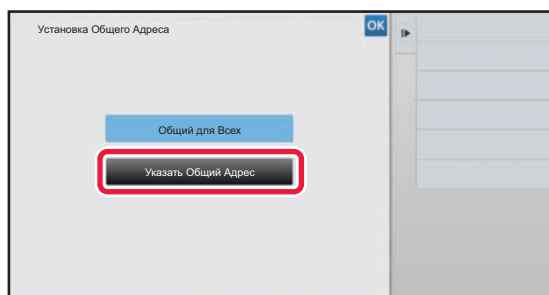 Установка Общего Адреса
OK
Общий для Всех
Указать Общий Адрес